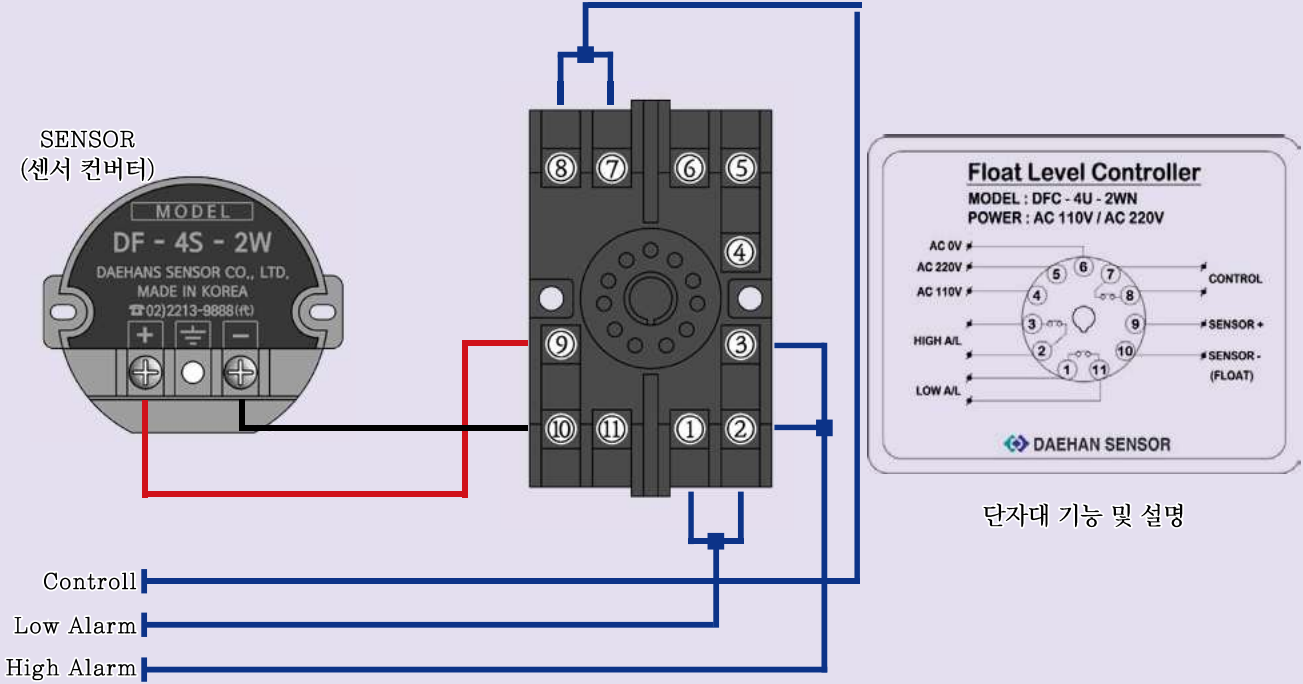 SENSOR
(센서 컨버터)
MODEL
DF - 4S - 2W
DAEHANS SENSOR CO,, LTD,
MADE IN KOREA
☎02)2213-9888(代)
+ ⏚ −
⑧ ⑦ ⑥ ⑤
④
⑨ ③
⑩ ⑪ ① ②
Controll
Low Alarm
High Alarm
Float Level Controller
MODEL : DFC - 4U - 2WN
POWER : AC 110V / AC 220V
AC 0V
AC 220V
AC 110V
HIGH A/L
LOW A/L
5 6 7
4 8
3 9
2 10
1 11
CONTROL
SENSOR +
SENSOR -
(FLOAT)
DAEHAN SENSOR
단자대 기능 및 설명